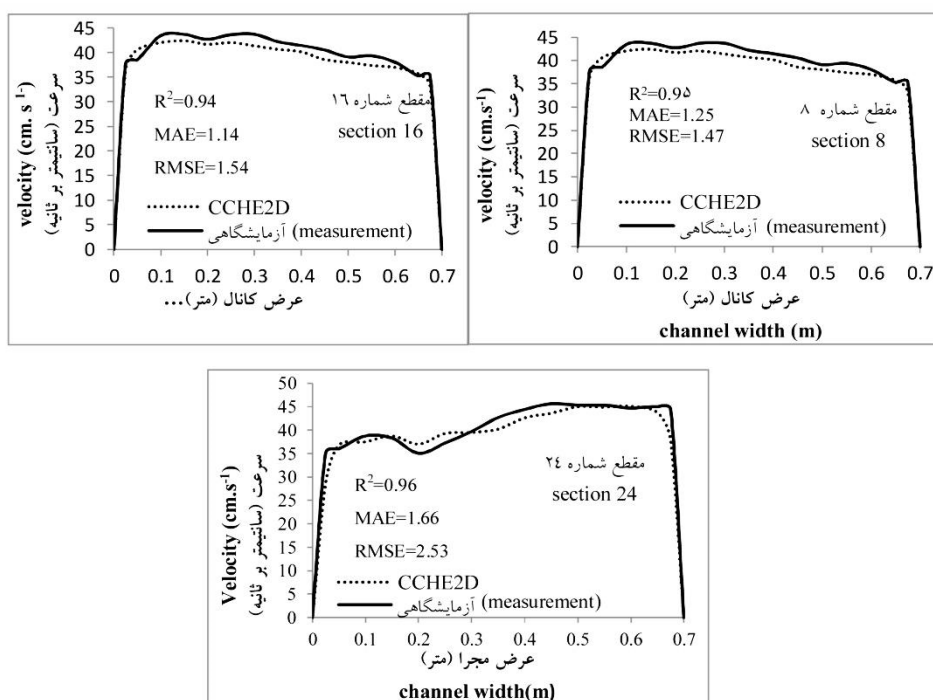 45
40
35
30
25
20
15
10
5
0
velocity (cm. s⁻¹)
سرعت (سانتیمتر بر ثانیه)
R²=0.94
MAE=1.14
RMSE=1.54
مقطع شماره ۱۶
section 16
CCHE2D
آزمایشگاهی (measurement)
0 0.1 0.2 0.3 0.4 0.5 0.6 0.7
عرض کانال (متر)...
45
40
35
30
25
20
15
10
5
0
velocity (cm.s⁻¹)
سرعت (سانتیمتر بر ثانیه)
R²=0.9۵
MAE=1.25
RMSE=1.47
مقطع شماره ۸
section 8
CCHE2D
آزمایشگاهی (measurement)
0 0.1 0.2 0.3 0.4 0.5 0.6 0.7
عرض کانال (متر)
channel width (m)
50
45
40
35
30
25
20
15
10
5
0
Velocity (cm.s⁻¹)
سرعت (سانتیمتر بر ثانیه)
R²=0.96
MAE=1.66
RMSE=2.53
مقطع شماره ۲۴
section 24
CCHE2D
آزمایشگاهی (measurement)
0 0.1 0.2 0.3 0.4 0.5 0.6 0.7
عرض مجرا (متر)
channel width(m)